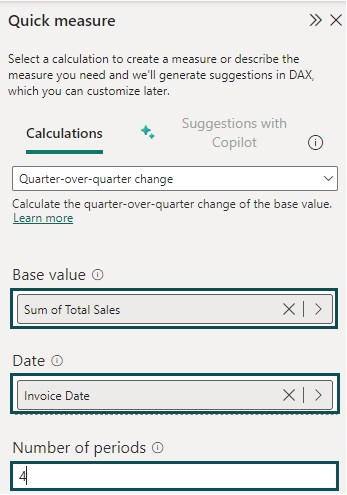 Quick measure
Select a calculation to create a measure or describe the
measure you need and we'll generate suggestions in DAX,
which you can customize later.
Calculations
Suggestions with
Copilot
Quarter-over-quarter change
Calculate the quarter-over-quarter change of the base value.
Learn more
Base value
Sum of Total Sales
Date
Invoice Date
Number of periods
4